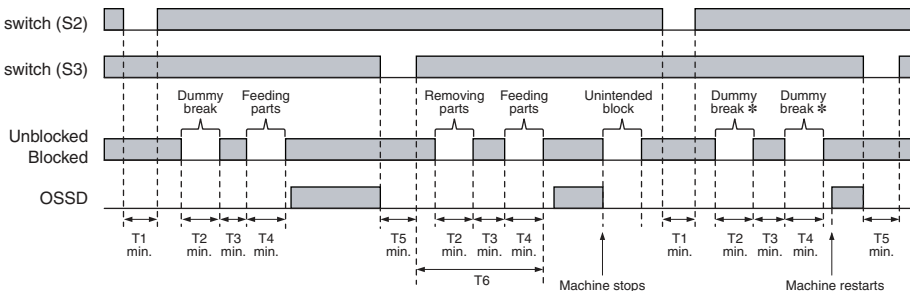 switch (S2)
switch (S3)
Dummy break
Feeding parts
Removing parts
Feeding parts
Unintended block
Dummy break *
Dummy break *
Unblocked
Blocked
OSSD
T1 min.
T2 min.
T3 min.
T4 min.
T5 min.
T2 min.
T3 min.
T4 min.
T1 min.
T2 min.
T3 min.
T4 min.
T5 min.
T6
Machine stops
Machine restarts